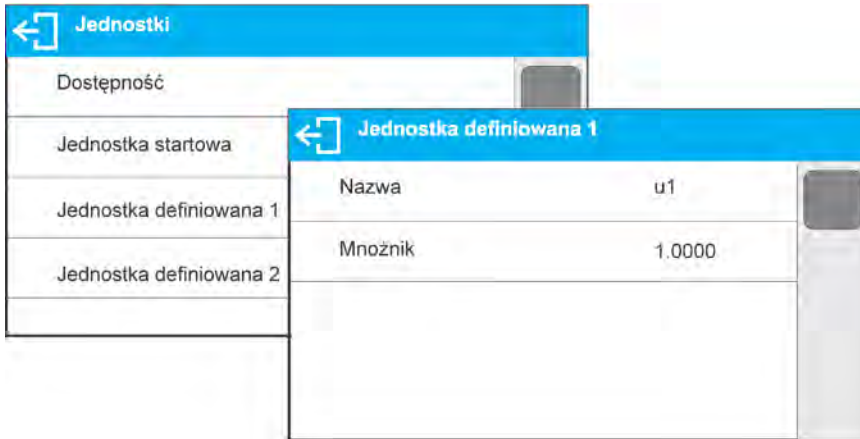 Jednostki
Dostępność
Jednostka startowa
Jednostka definiowana 1
Jednostka definiowana 2
Jednostka definiowana 1
Nazwa u1
Mnożnik 1.0000